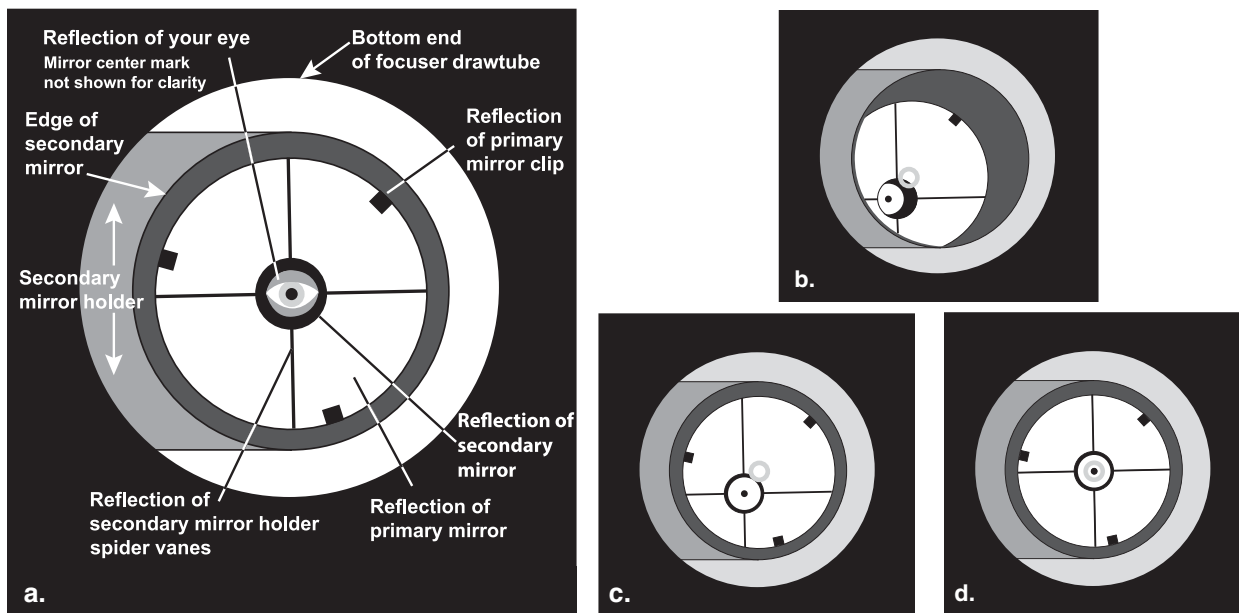 Reflection of your eye
Mirror center mark
not shown for clarity
Bottom end
of focuser drawtube
Edge of
secondary
mirror
Reflection
of primary
mirror clip
Secondary
mirror holder
Reflection of
secondary
mirror
Reflection of
primary mirror
Reflection of
secondary mirror holder
spider vanes
a.
b.
c.
d.